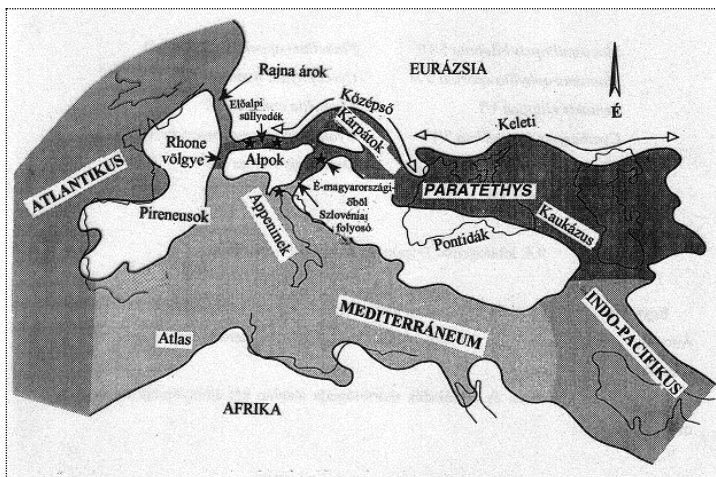 EURÁZSIA
Rajna árok
Előalpi
süllyedék
Középső
Kárpátok
É
Keleti
Rhone
völgye
Alpok
ATLANTIKUS
PARATETHYS
É-magyarországi-
öböl
Szlovéniai
folyosó
Kaukázus
Pireneusok
Appeninek
Pontidák
MEDITERRÁNEUM
INDO-PACIFIKUS
Atlas
AFRIKA